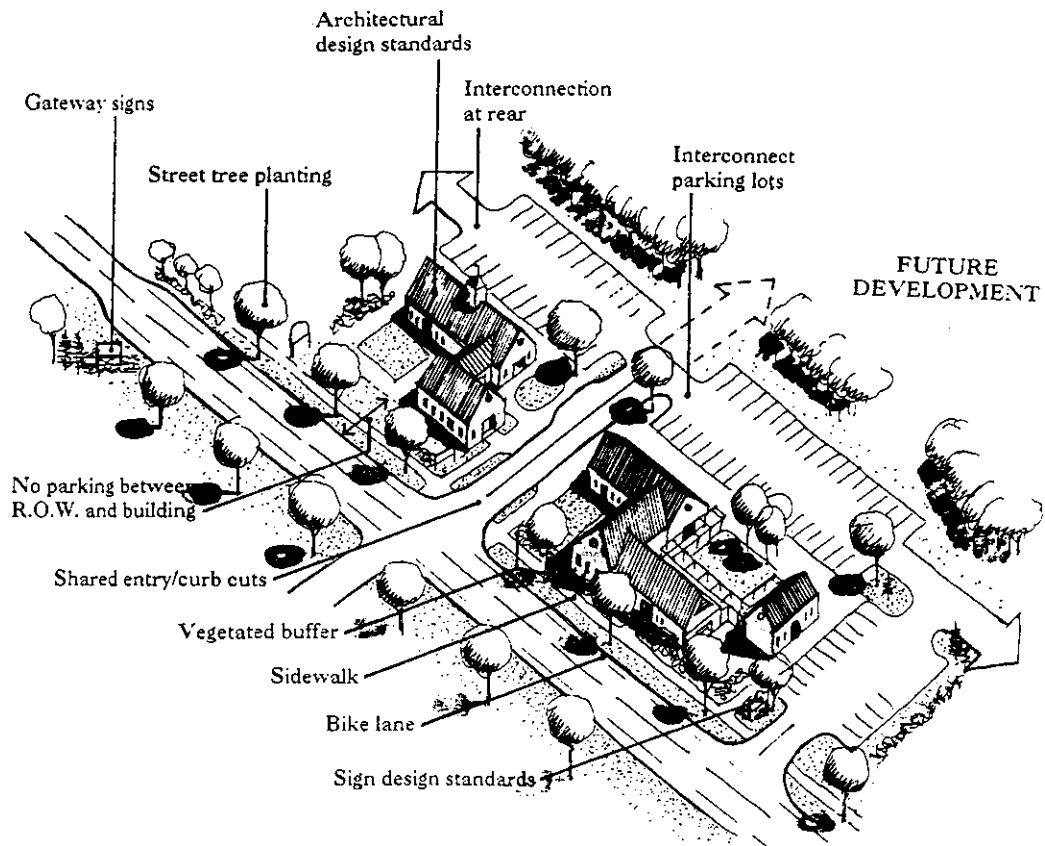 Architectural
design standards
Gateway signs
Interconnection
at rear
Street tree planting
Interconnect
parking lots
FUTURE
DEVELOPMENT
No parking between
R.O.W. and building
Shared entry/curb cuts
Vegetated buffer
Sidewalk
Bike lane
Sign design standards